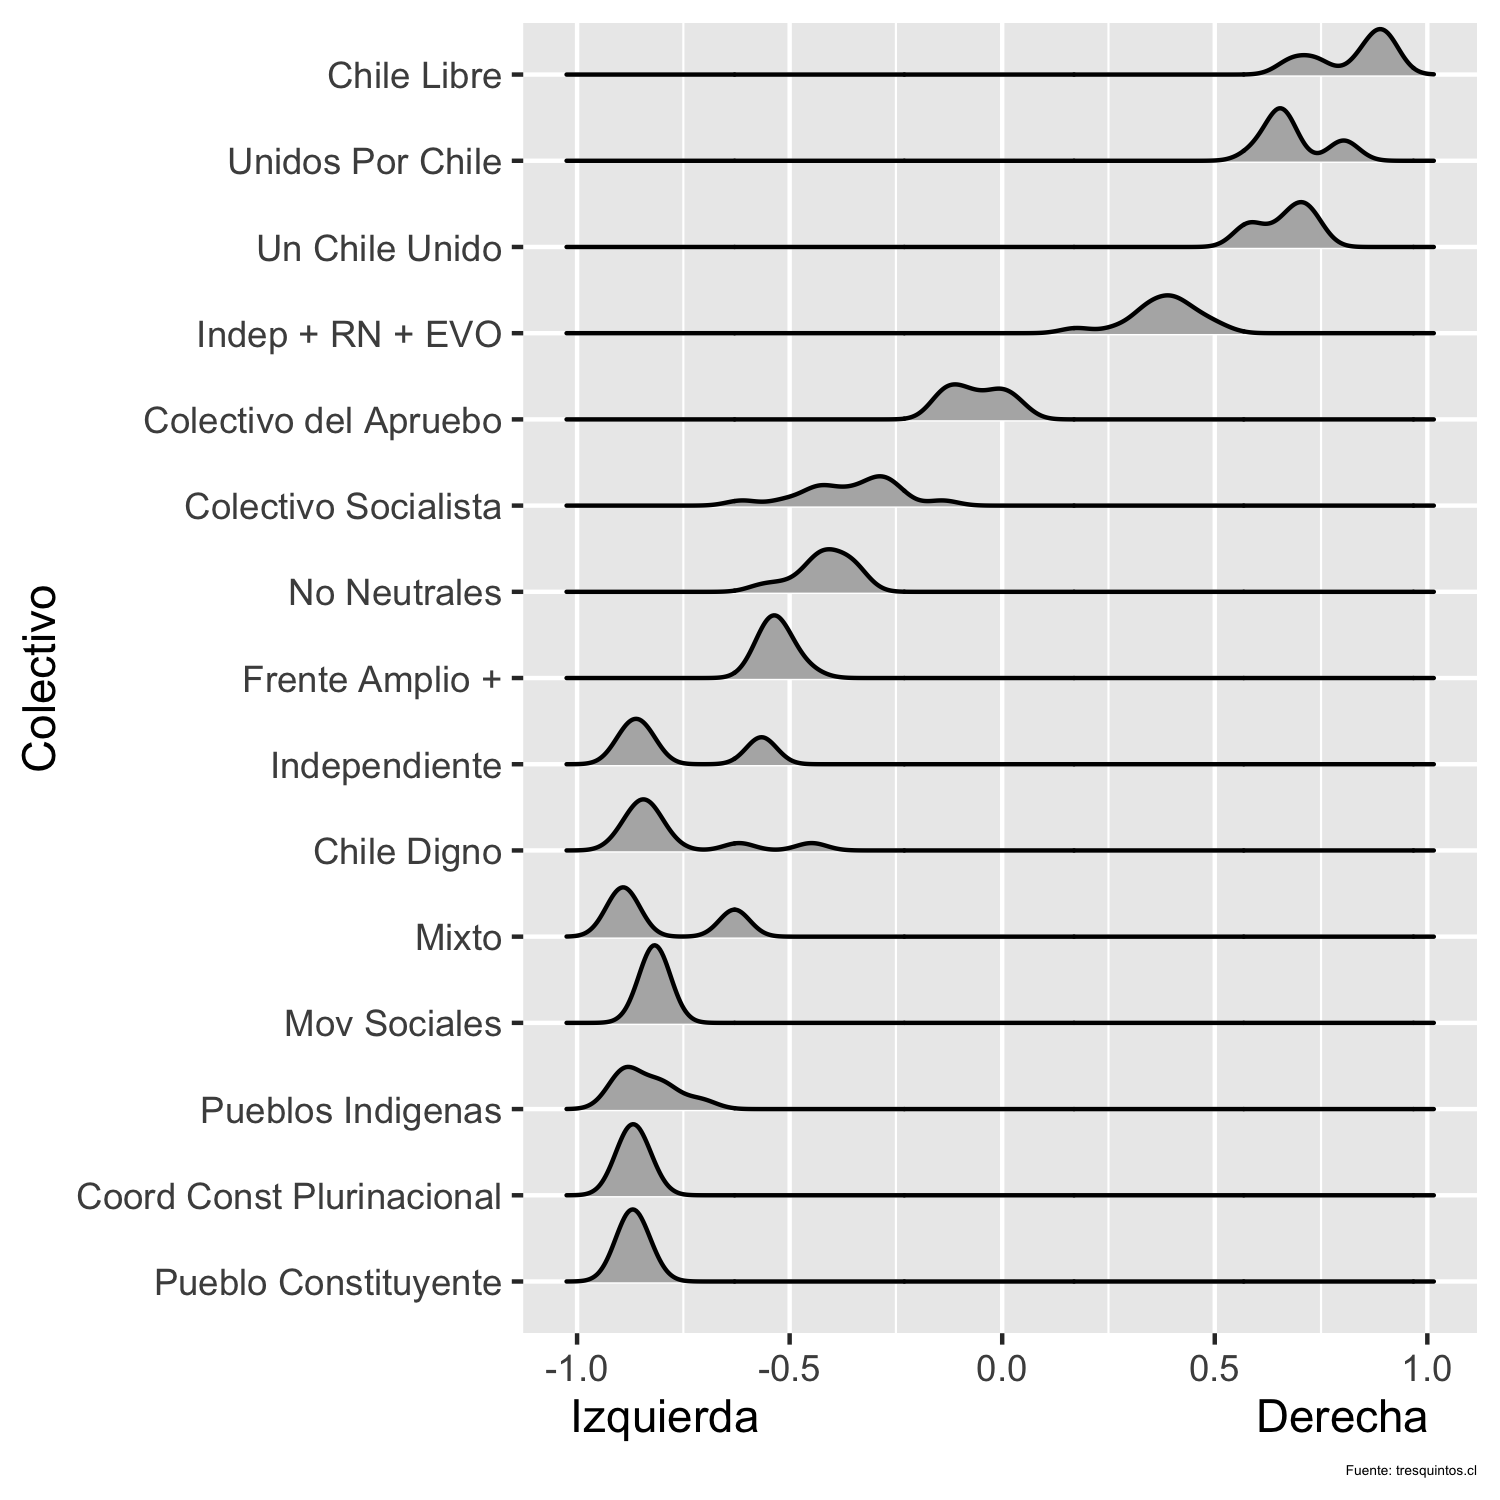 Chile Libre
Unidos Por Chile
Un Chile Unido
Indep + RN + EVO
Colectivo del Apruebo
Colectivo Socialista
No Neutrales
Frente Amplio +
Independiente
Chile Digno
Mixto
Mov Sociales
Pueblos Indigenas
Coord Const Plurinacional
Pueblo Constituyente
Colectivo
-1.0 -0.5 0.0 0.5 1.0
Izquierda Derecha
Fuente: tresquintos.cl